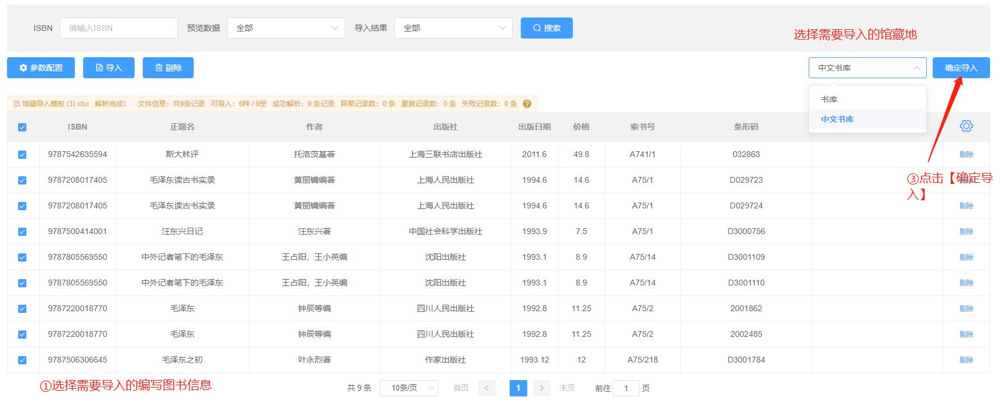 ISBN 请输入ISBN 预览数据 全部 导入结果 全部 搜索
选择需要导入的馆藏地
参数配置 导入 剔除 中文书库 确定导入
书库
中文书库
馆藏导入模板 (3).xlsx 解析完成! 文件信息：共9条记录 可导入：6种 / 9册 成功解析：9 条记录 异常记录数：0 条 重复记录数：0 条 失败记录数：0 条 ?
ISBN 正题名 作者 出版社 出版日期 价格 索书号 条形码
9787542635594 斯大林评 托洛茨基著 上海三联书店出版社 2011.6 49.8 A741/1 032863 剔除
9787208017405 毛泽东读古书实录 黄丽镛编著 上海人民出版社 1994.6 14.6 A75/1 D029723
③点击【确定导入】
9787208017405 毛泽东读古书实录 黄丽镛编著 上海人民出版社 1994.6 14.6 A75/1 D029724 剔除
9787500414001 汪东兴日记 汪东兴著 中国社会科学出版社 1993.9 7.5 A75/1 D3000756 剔除
9787805569550 中外记者笔下的毛泽东 王占阳，王小英编 沈阳出版社 1993.1 8.9 A75/14 D3001109 剔除
9787805569550 中外记者笔下的毛泽东 王占阳，王小英编 沈阳出版社 1993.1 8.9 A75/14 D3001110 剔除
9787220018770 毛泽东 钟辰等编 四川人民出版社 1992.8 11.25 A75/2 2001862 剔除
9787220018770 毛泽东 钟辰等编 四川人民出版社 1992.8 11.25 A75/2 2002485 剔除
9787506306645 毛泽东之初 叶永烈著 作家出版社 1993.12 12 A75/218 D3001784 剔除
①选择需要导入的编写图书信息
共 9 条 10条/页 首页 < 1 > 末页 前往 1 页